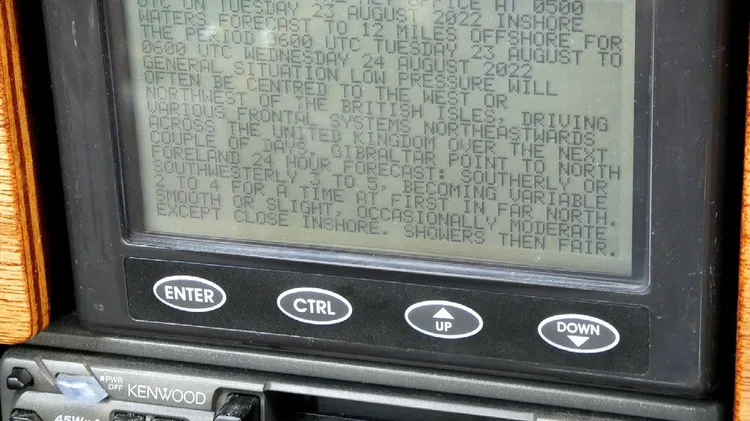 UTC ON TUESDAY 23 AUGUST 2022 INSHORE
WATERS FORECAST TO 12 MILES OFFSHORE FOR
THE PERIOD 0600 UTC TUESDAY 23 AUGUST TO
0600 UTC WEDNESDAY 24 AUGUST 2022
GENERAL SITUATION LOW PRESSURE WILL
OFTEN BE CENTRED TO THE WEST OR
NORTHWEST OF THE BRITISH ISLES, DRIVING
VARIOUS FRONTAL SYSTEMS NORTHEASTWARDS
ACROSS THE UNITED KINGDOM OVER THE NEXT
COUPLE OF DAYS. GIBRALTAR POINT TO NORTH
FORELAND 24 HOUR FORECAST: SOUTHERLY OR
SOUTHWESTERLY 3 TO 5, BECOMING VARIABLE
2 TO 4 FOR A TIME AT FIRST IN FAR NORTH.
SMOOTH OR SLIGHT, OCCASIONALLY MODERATE
EXCEPT CLOSE INSHORE. SHOWERS THEN FAIR.
ENTER
CTRL
UP
DOWN
PWR
OFF
KENWOOD
45W